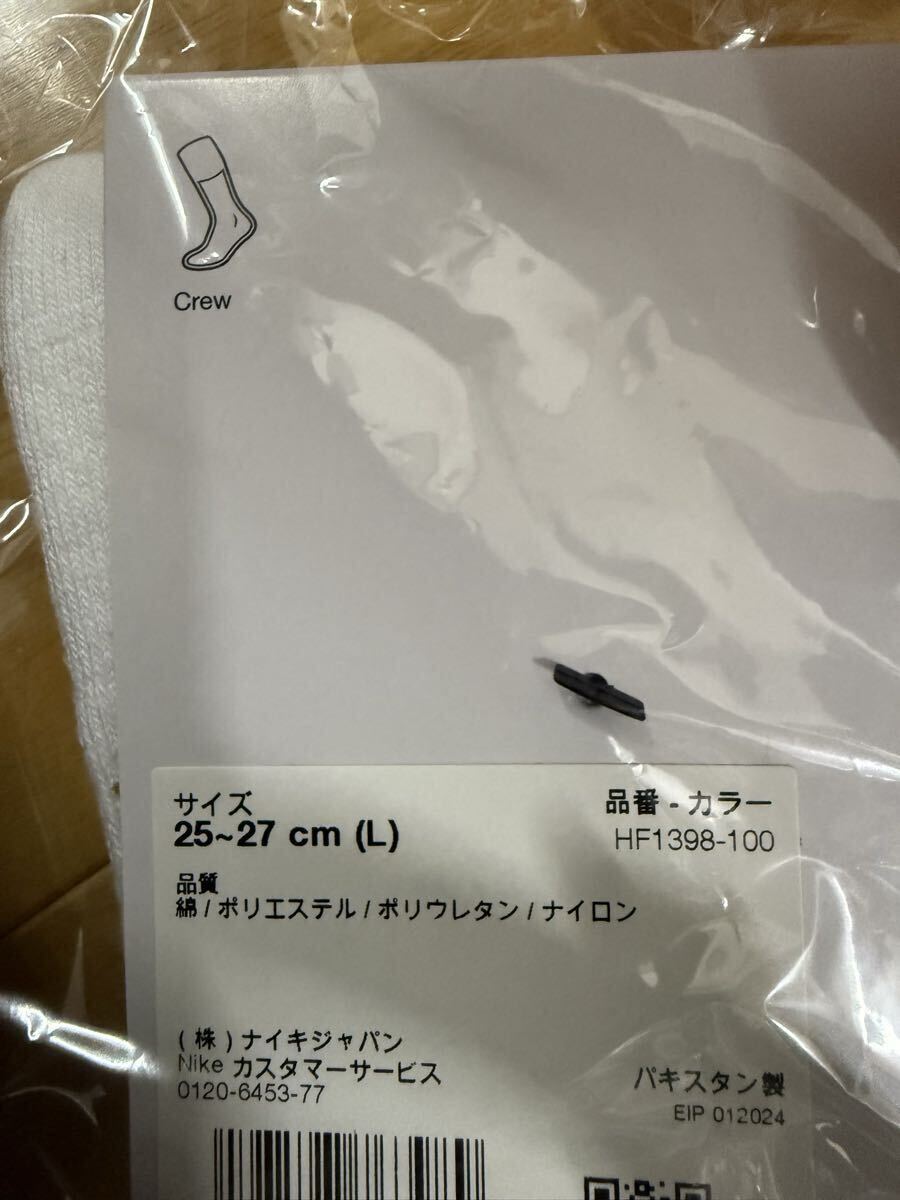 Crew
サイズ
25~27 cm (L)
品番 - カラー
HF1398-100
品質
綿 / ポリエステル / ポリウレタン / ナイロン
( 株 ) ナイキジャパン
Nike カスタマーサービス
0120-6453-77
パキスタン製
EIP 012024